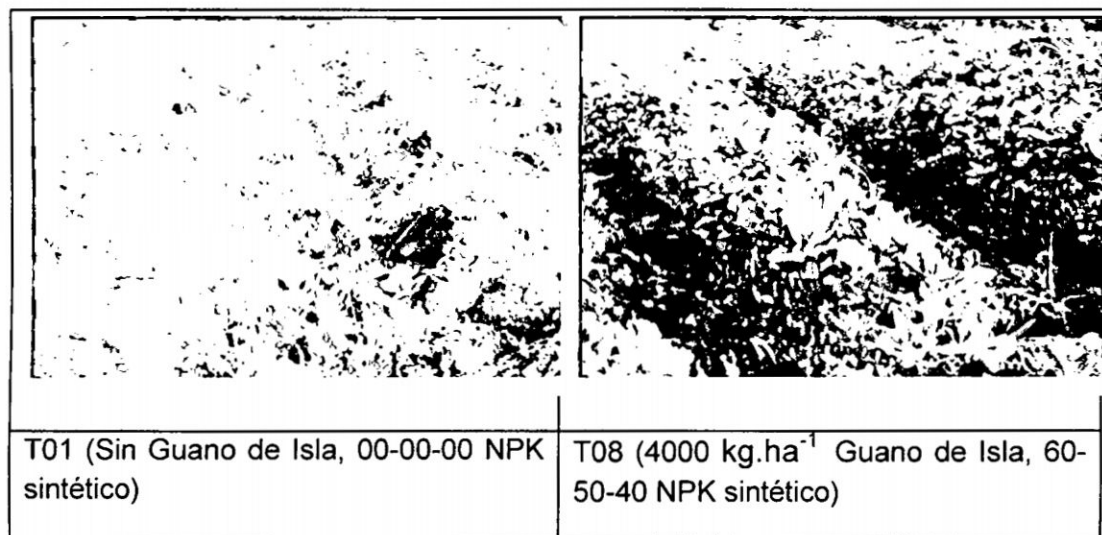 T01 (Sin Guano de Isla, 00-00-00 NPK
sintético)
T08 (4000 kg.ha⁻¹ Guano de Isla, 60-
50-40 NPK sintético)